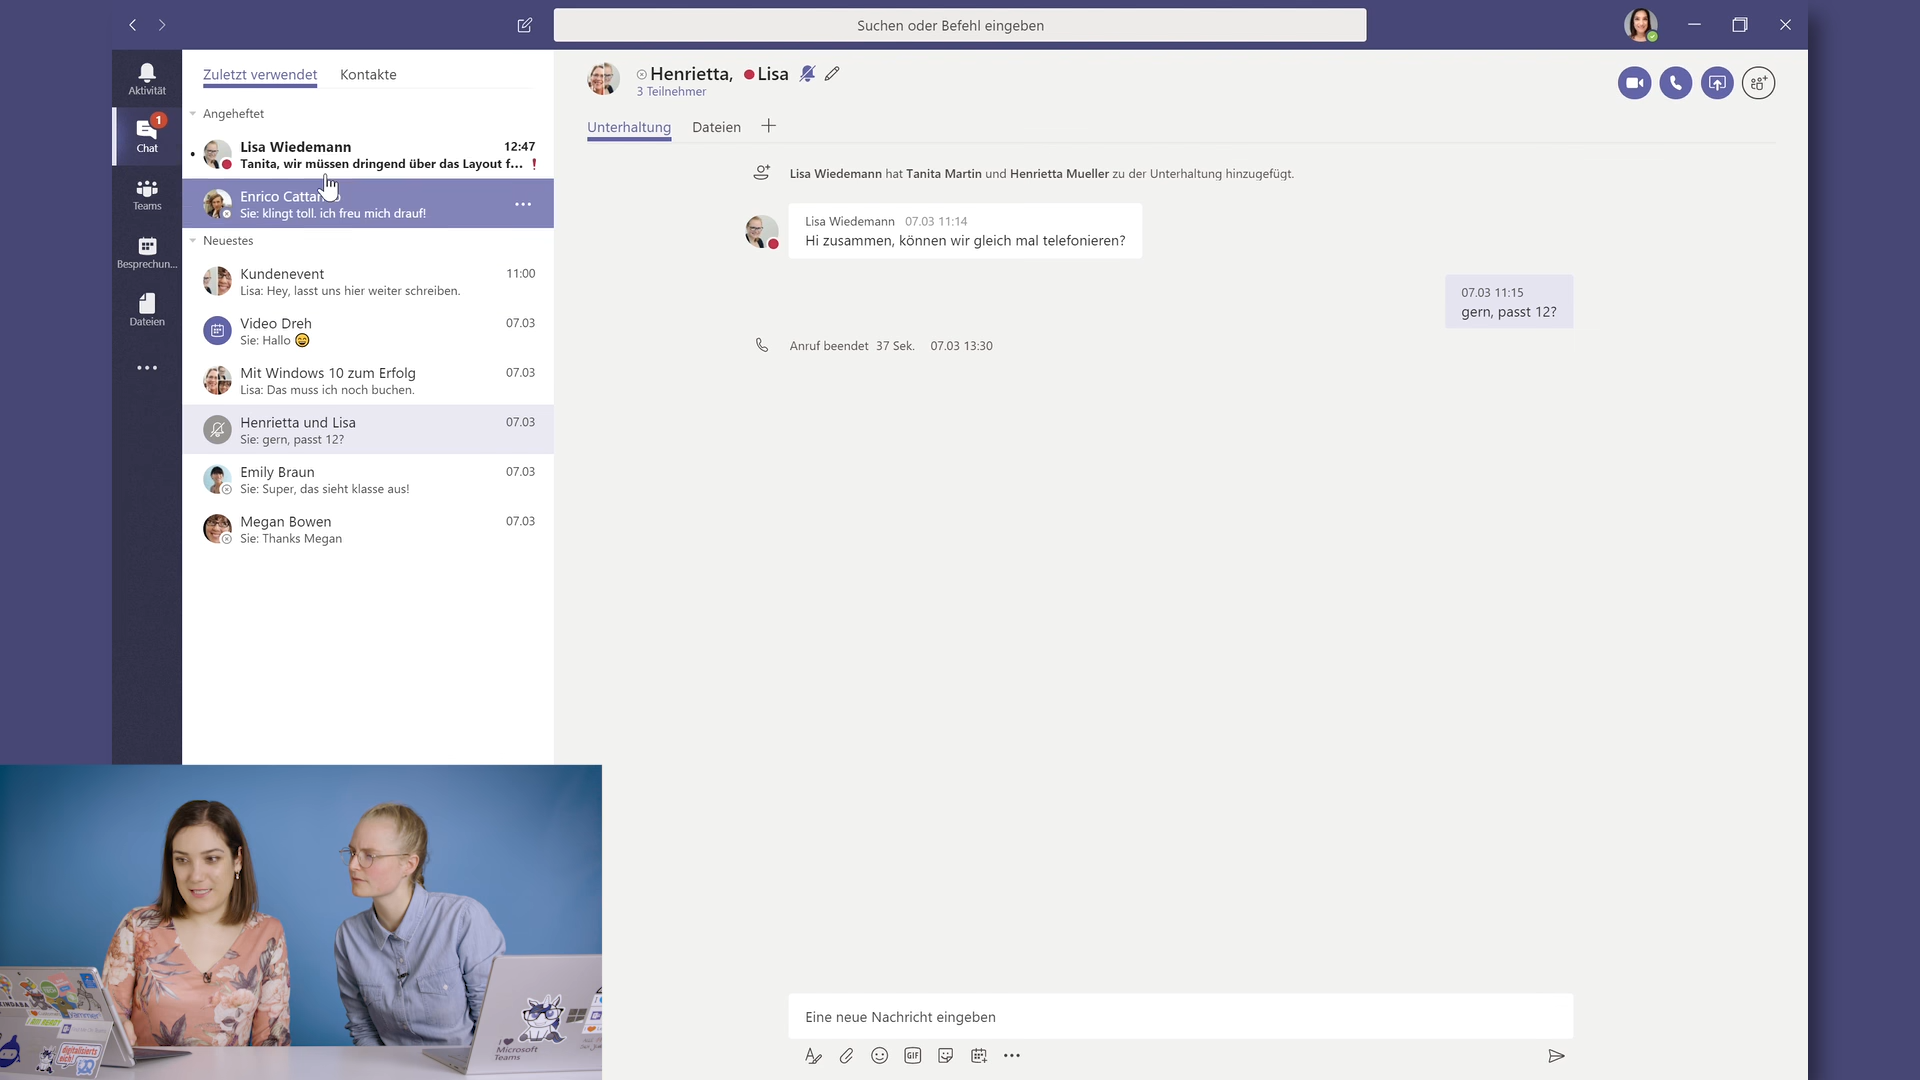 Suchen oder Befehl eingeben
Aktivität
1
Chat
Teams
Besprechun...
Dateien
Zuletzt verwendet
Kontakte
Angeheftet
Lisa Wiedemann 12:47
Tanita, wir müssen dringend über das Layout f... !
Enrico
Sie: klingt toll. ich freu mich drauf!
Neuestes
Kundenevent 11:00
Lisa: Hey, lasst uns hier weiter schreiben.
Video Dreh 07.03
Sie: Hallo 😄
Mit Windows 10 zum Erfolg 07.03
Lisa: Das muss ich noch buchen.
Henrietta und Lisa 07.03
Sie: gern, passt 12?
Emily Braun 07.03
Sie: Super, das sieht klasse aus!
Megan Bowen 07.03
Sie: Thanks Megan
Henrietta, Lisa
3 Teilnehmer
Unterhaltung
Dateien
Lisa Wiedemann hat Tanita Martin und Henrietta Mueller zu der Unterhaltung hinzugefügt.
Lisa Wiedemann 07.03 11:14
Hi zusammen, können wir gleich mal telefonieren?
07.03 11:15
gern, passt 12?
Anruf beendet 37 Sek. 07.03 13:30
Eine neue Nachricht eingeben
GIF
I ♥
Microsoft
Teams